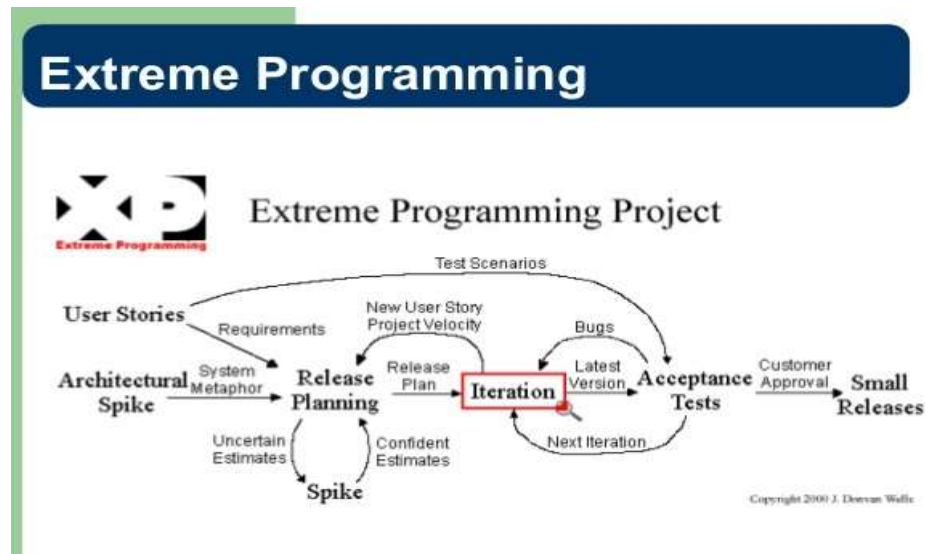 Extreme Programming
XP
Extreme Programming
Extreme Programming Project
Test Scenarios
User Stories
Requirements
New User Story
Project Velocity
Bugs
Architectural
Spike
System
Metaphor
Release
Planning
Release
Plan
Iteration
Latest
Version
Acceptance
Tests
Customer
Approval
Small
Releases
Uncertain
Estimates
Confident
Estimates
Next Iteration
Spike
Copyright 2000 J. Donvan Wells